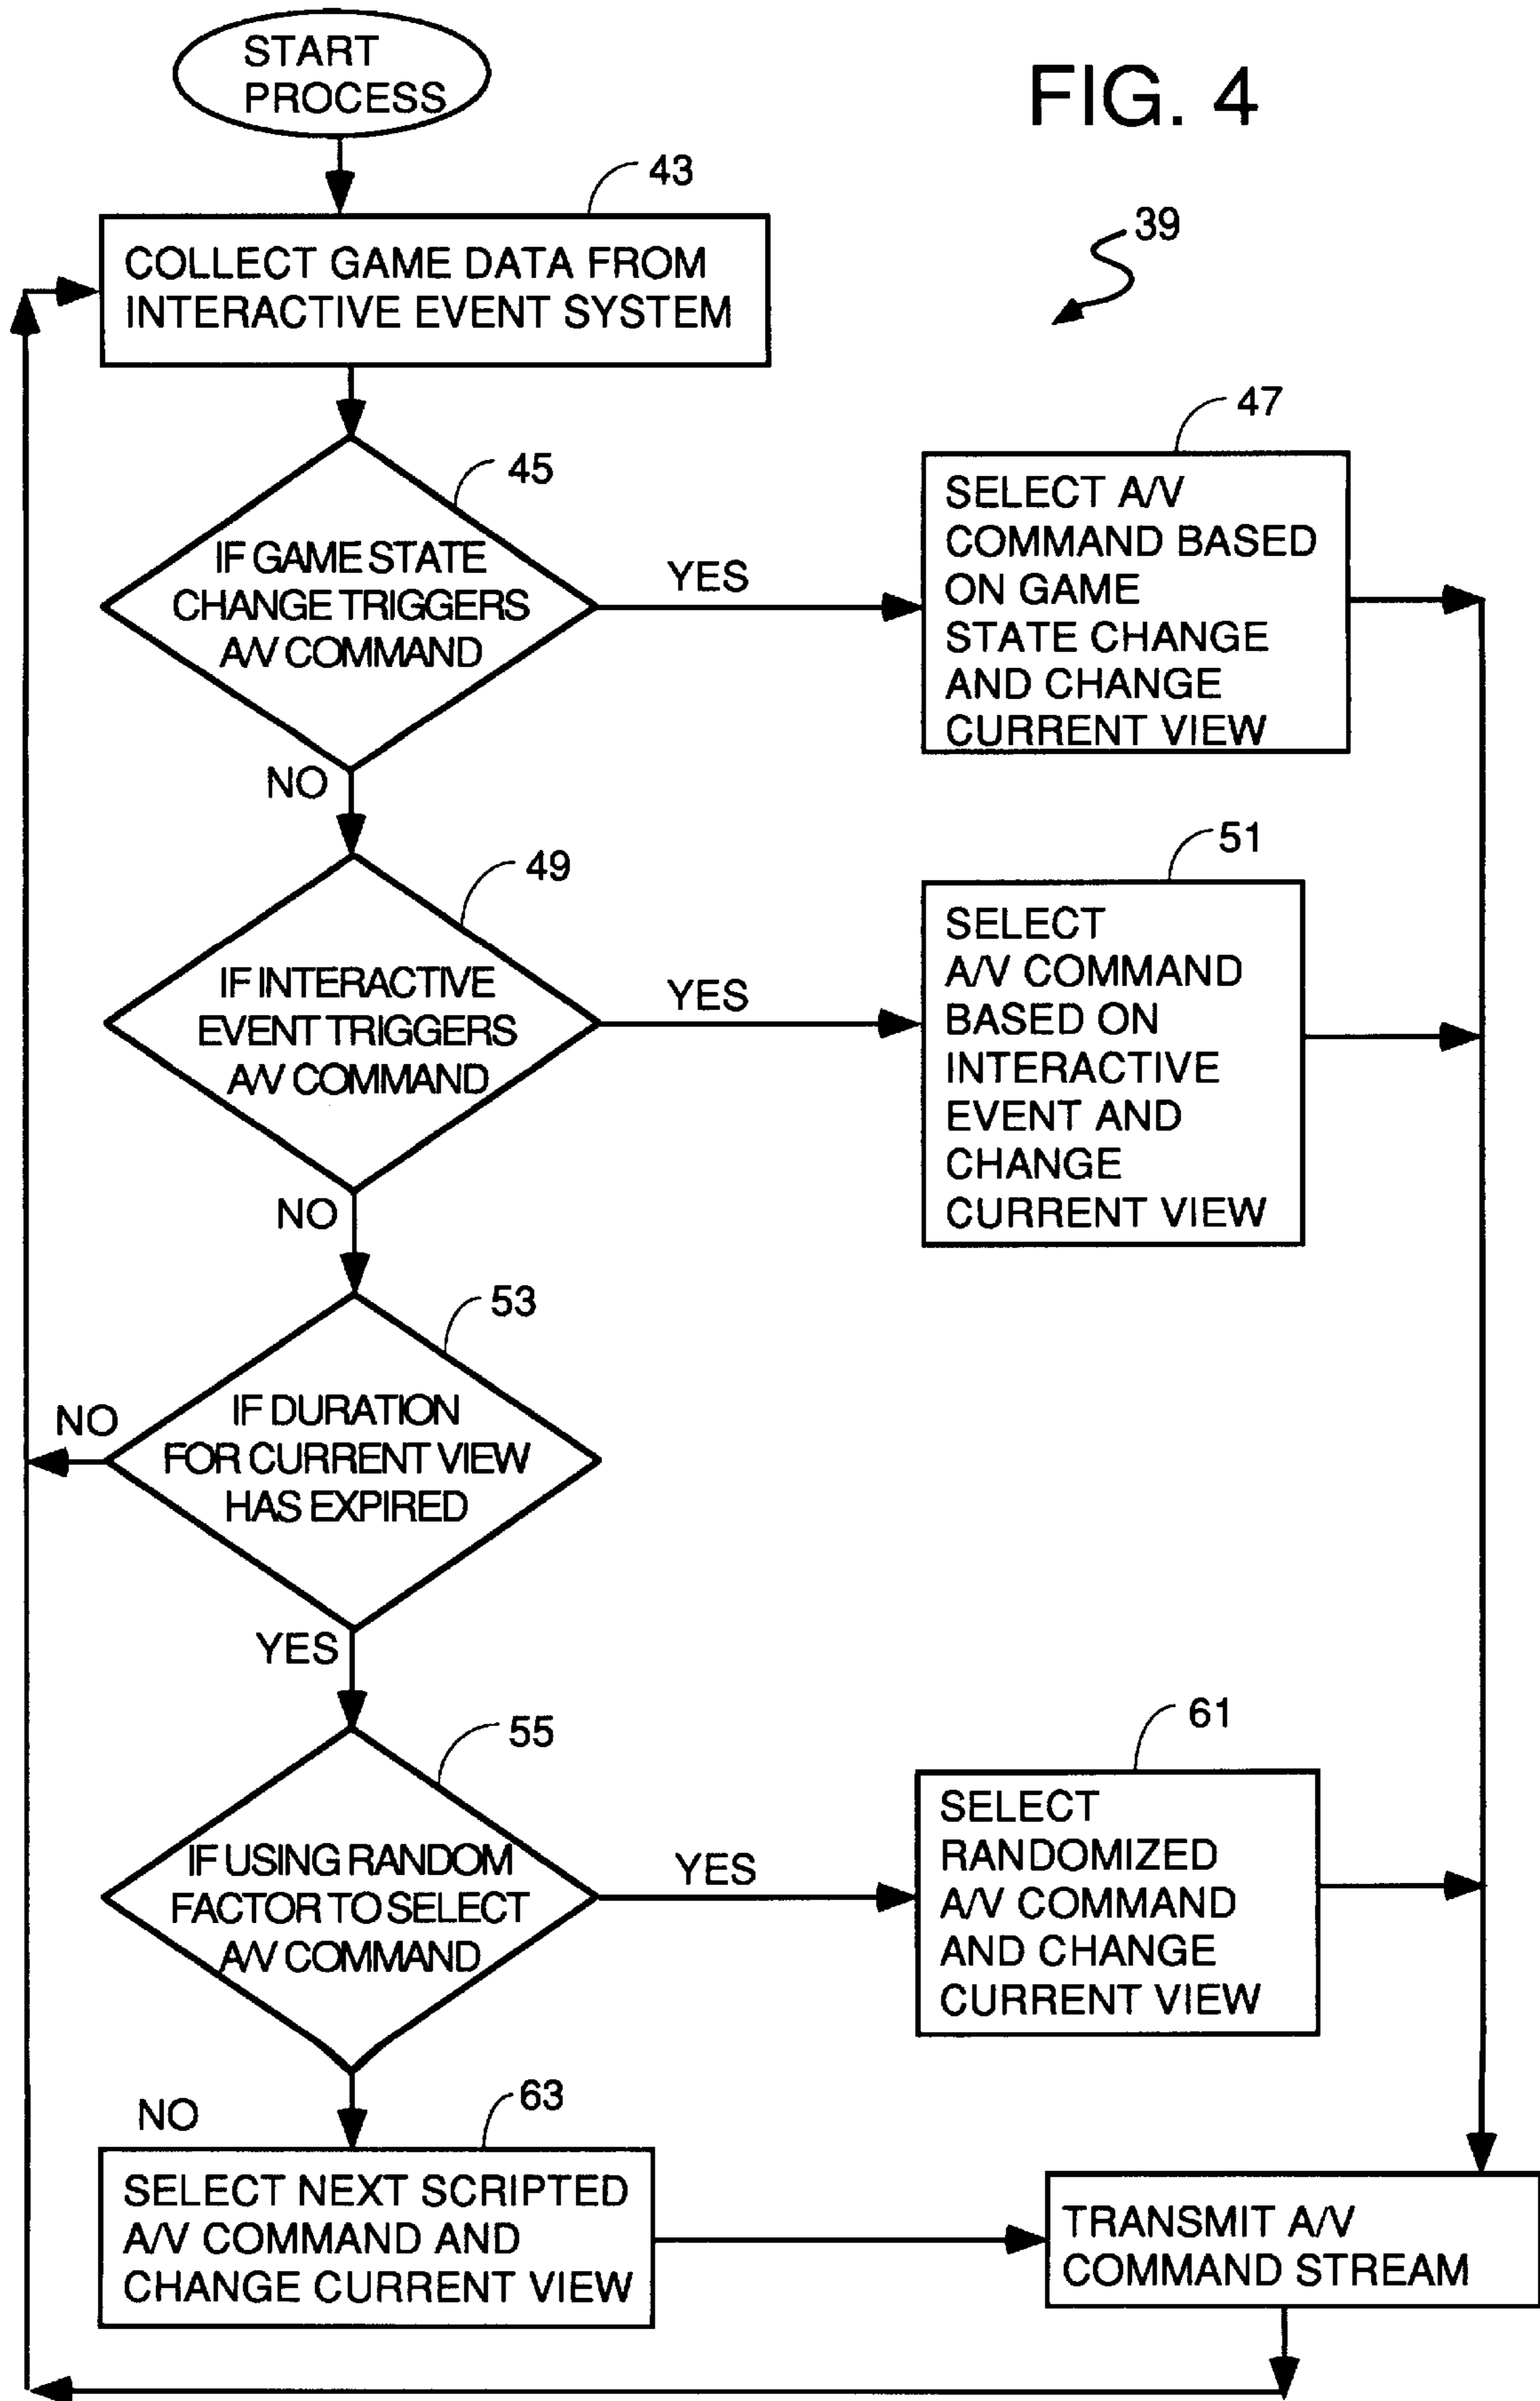 START
PROCESS
FIG. 4
43
39
COLLECT GAME DATA FROM
INTERACTIVE EVENT SYSTEM
45
IF GAME STATE
CHANGE TRIGGERS
A/V COMMAND
YES
47
SELECT A/V
COMMAND BASED
ON GAME
STATE CHANGE
AND CHANGE
CURRENT VIEW
NO
49
IF INTERACTIVE
EVENT TRIGGERS
A/V COMMAND
YES
51
SELECT
A/V COMMAND
BASED ON
INTERACTIVE
EVENT AND
CHANGE
CURRENT VIEW
NO
53
IF DURATION
FOR CURRENT VIEW
HAS EXPIRED
NO
YES
55
IF USING RANDOM
FACTOR TO SELECT
A/V COMMAND
YES
61
SELECT
RANDOMIZED
A/V COMMAND
AND CHANGE
CURRENT VIEW
NO
63
SELECT NEXT SCRIPTED
A/V COMMAND AND
CHANGE CURRENT VIEW
TRANSMIT A/V
COMMAND STREAM